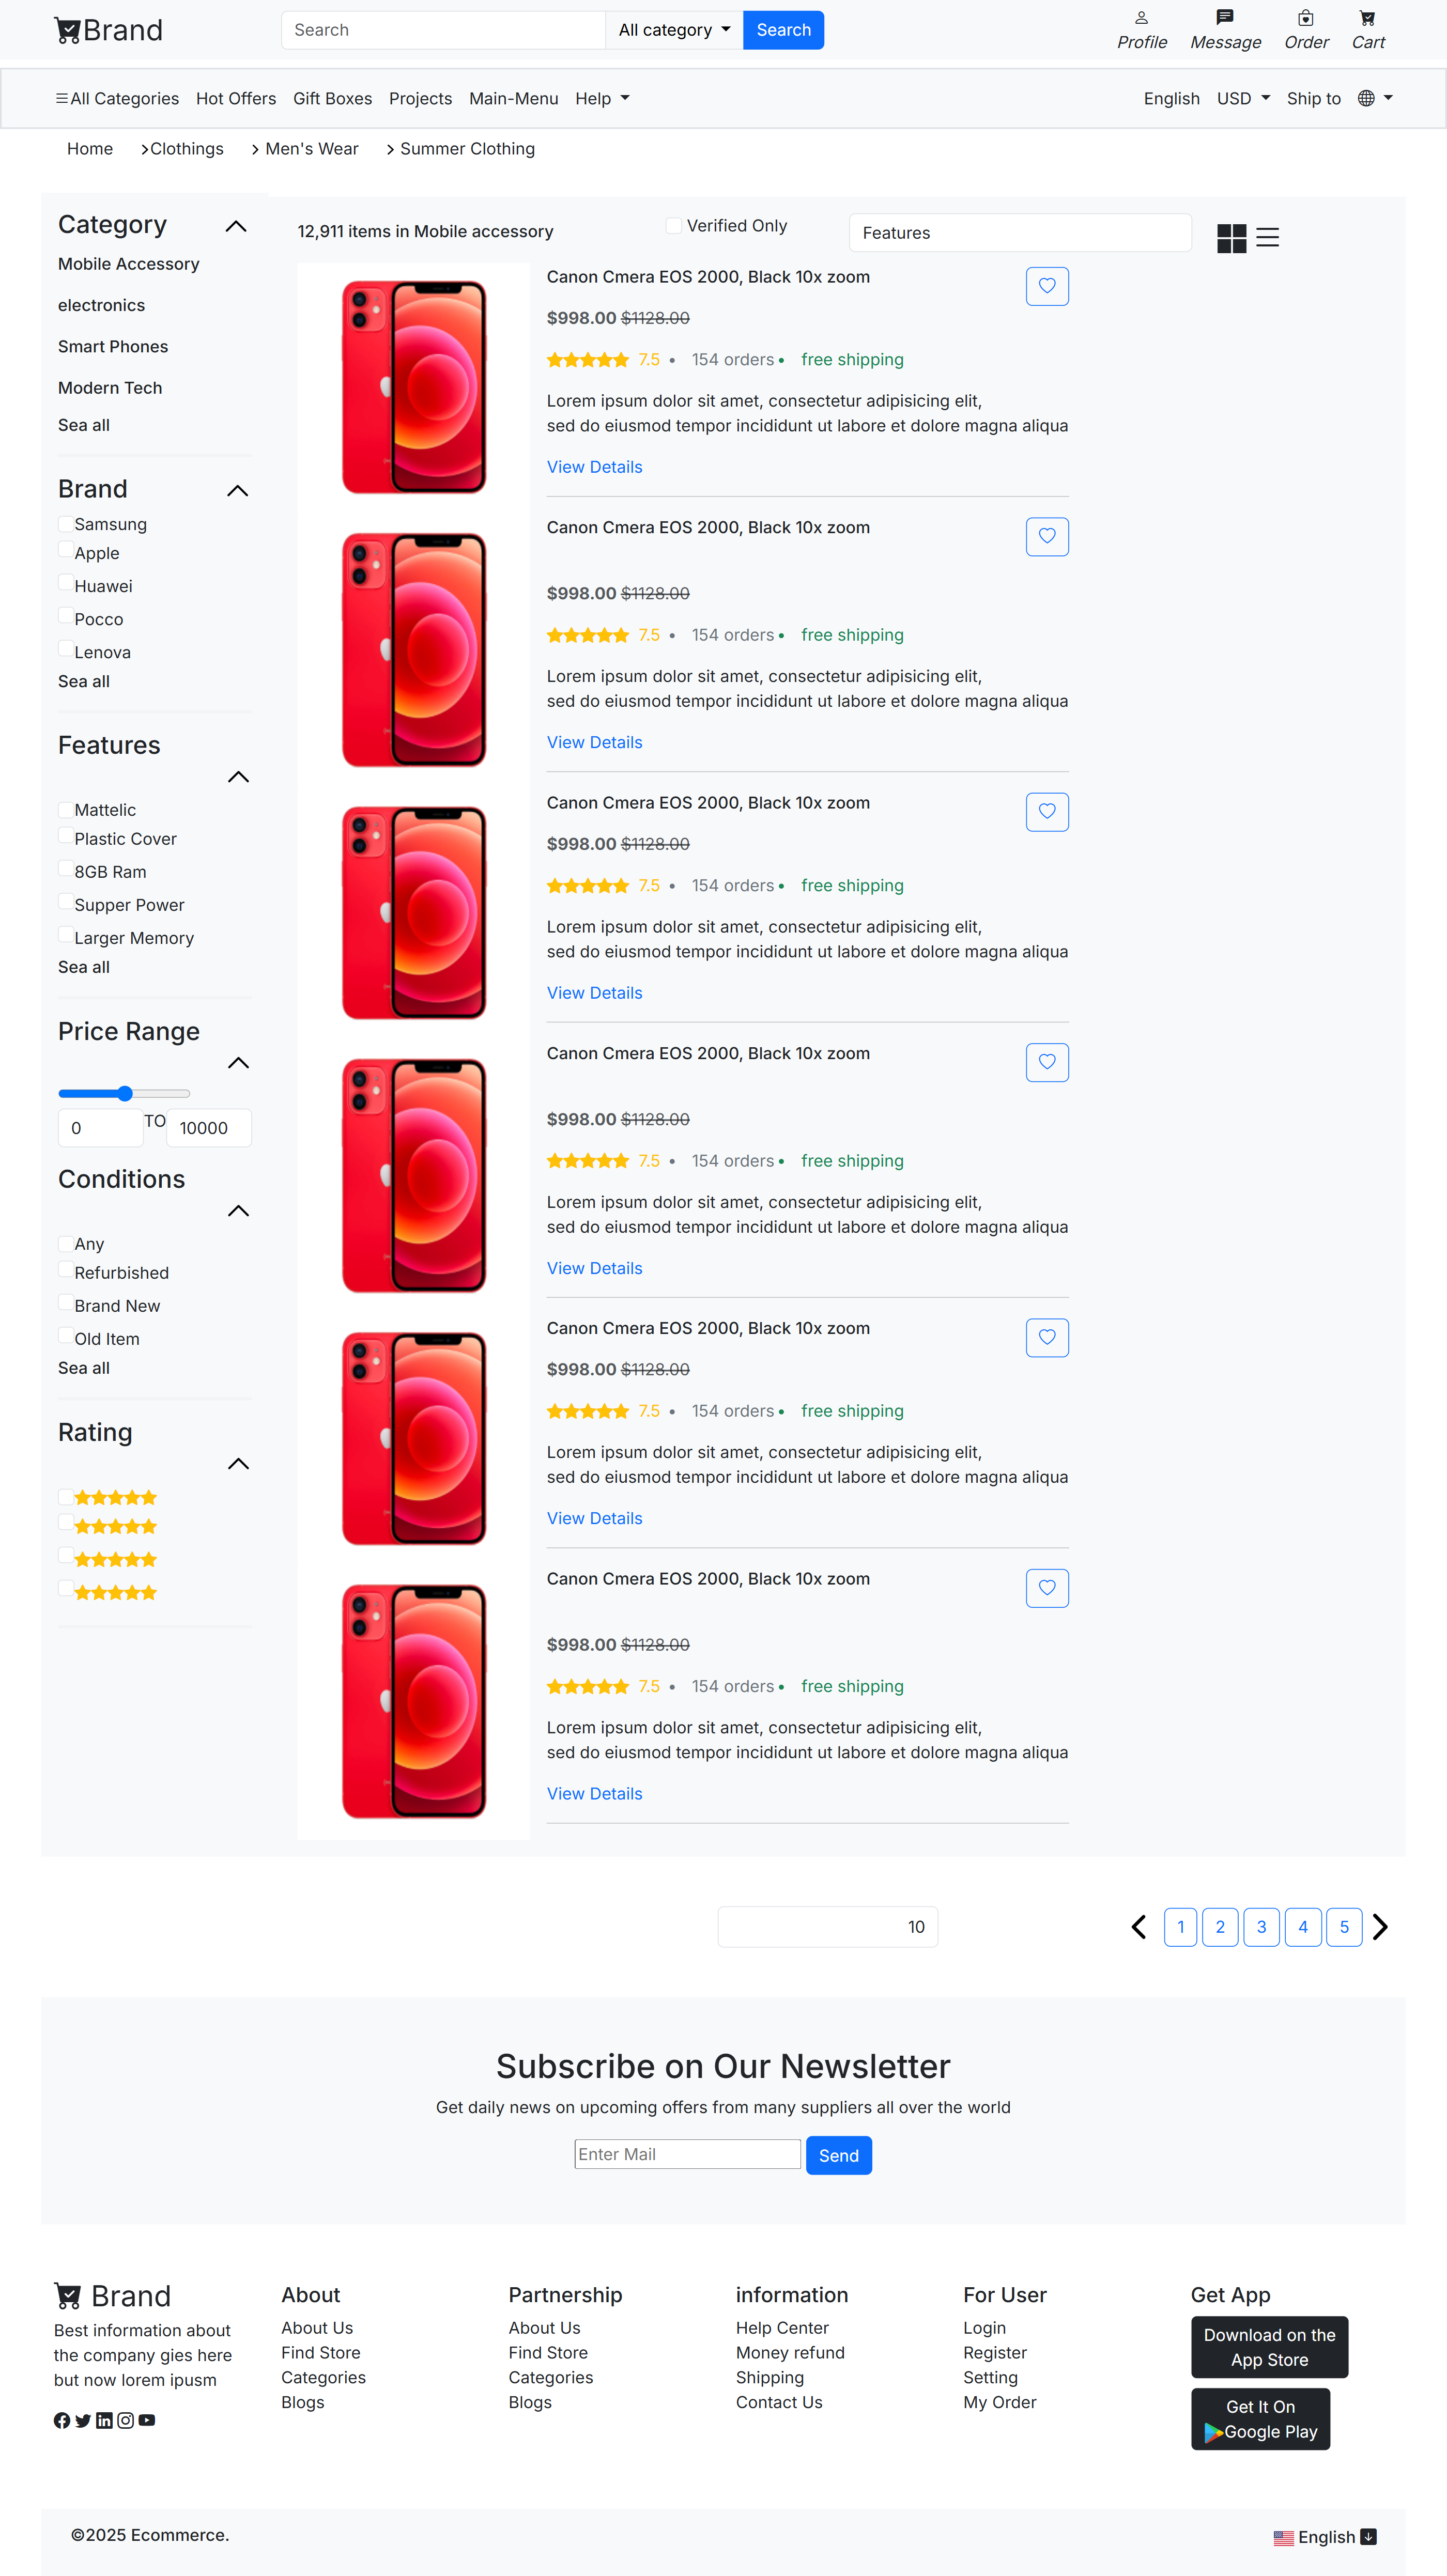 Brand
Search
All category
Search
Profile
Message
Order
Cart
All Categories
Hot Offers
Gift Boxes
Projects
Main-Menu
Help
English
USD
Ship to
Home
Clothings
Men's Wear
Summer Clothing
Category
Mobile Accessory
electronics
Smart Phones
Modern Tech
Sea all
Brand
Samsung
Apple
Huawei
Pocco
Lenova
Sea all
Features
Mattelic
Plastic Cover
8GB Ram
Supper Power
Larger Memory
Sea all
Price Range
0
TO
10000
Conditions
Any
Refurbished
Brand New
Old Item
Sea all
Rating
12,911 items in Mobile accessory
Verified Only
Features
Canon Cmera EOS 2000, Black 10x zoom
$998.00 $1128.00
7.5 • 154 orders • free shipping
Lorem ipsum dolor sit amet, consectetur adipisicing elit,
sed do eiusmod tempor incididunt ut labore et dolore magna aliqua
View Details
Canon Cmera EOS 2000, Black 10x zoom
$998.00 $1128.00
7.5 • 154 orders • free shipping
Lorem ipsum dolor sit amet, consectetur adipisicing elit,
sed do eiusmod tempor incididunt ut labore et dolore magna aliqua
View Details
Canon Cmera EOS 2000, Black 10x zoom
$998.00 $1128.00
7.5 • 154 orders • free shipping
Lorem ipsum dolor sit amet, consectetur adipisicing elit,
sed do eiusmod tempor incididunt ut labore et dolore magna aliqua
View Details
Canon Cmera EOS 2000, Black 10x zoom
$998.00 $1128.00
7.5 • 154 orders • free shipping
Lorem ipsum dolor sit amet, consectetur adipisicing elit,
sed do eiusmod tempor incididunt ut labore et dolore magna aliqua
View Details
Canon Cmera EOS 2000, Black 10x zoom
$998.00 $1128.00
7.5 • 154 orders • free shipping
Lorem ipsum dolor sit amet, consectetur adipisicing elit,
sed do eiusmod tempor incididunt ut labore et dolore magna aliqua
View Details
Canon Cmera EOS 2000, Black 10x zoom
$998.00 $1128.00
7.5 • 154 orders • free shipping
Lorem ipsum dolor sit amet, consectetur adipisicing elit,
sed do eiusmod tempor incididunt ut labore et dolore magna aliqua
View Details
10
1
2
3
4
5
Subscribe on Our Newsletter
Get daily news on upcoming offers from many suppliers all over the world
Enter Mail
Send
Brand
Best information about
the company gies here
but now lorem ipusm
About
About Us
Find Store
Categories
Blogs
Partnership
About Us
Find Store
Categories
Blogs
information
Help Center
Money refund
Shipping
Contact Us
For User
Login
Register
Setting
My Order
Get App
Download on the
App Store
Get It On
Google Play
©2025 Ecommerce.
English